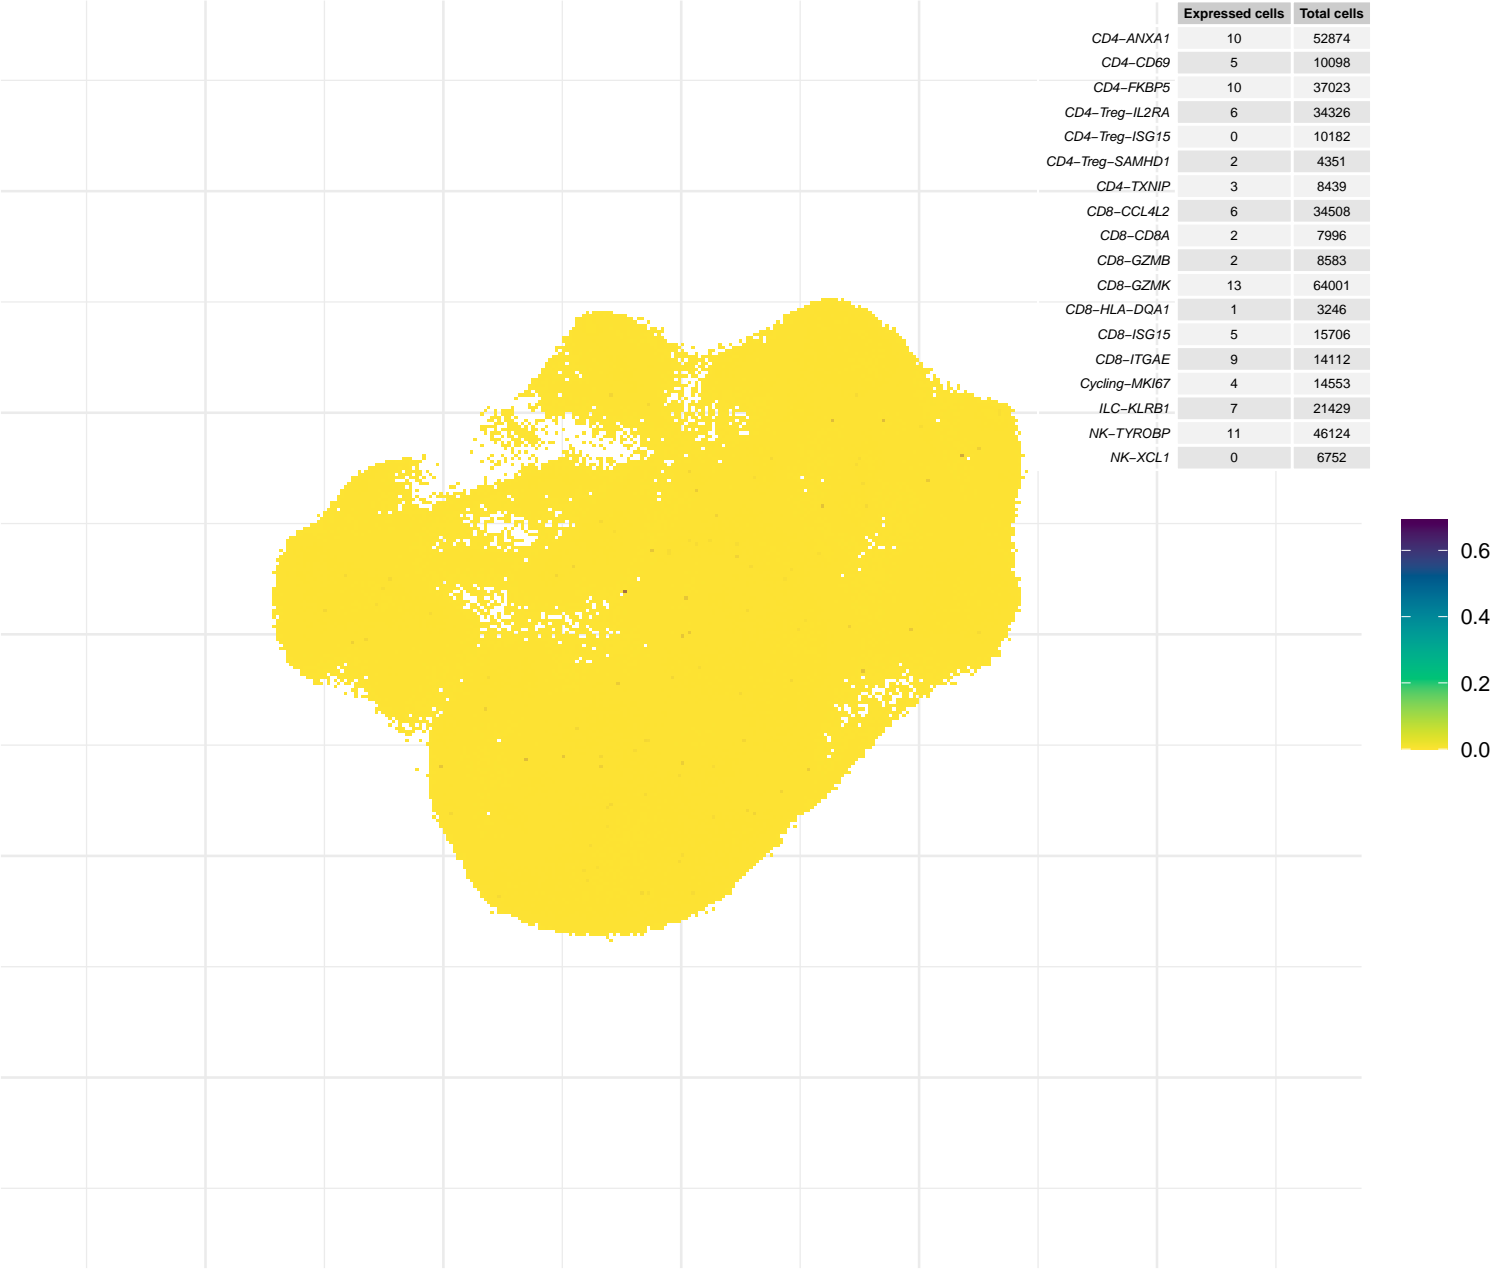 Expressed cells Total cells
CD4−ANXA1 10 52874
CD4−CD69 5 10098
CD4−FKBP5 10 37023
CD4−Treg−IL2RA 6 34326
CD4−Treg−ISG15 0 10182
CD4−Treg−SAMHD1 2 4351
CD4−TXNIP 3 8439
CD8−CCL4L2 6 34508
CD8−CD8A 2 7996
CD8−GZMB 2 8583
CD8−GZMK 13 64001
CD8−HLA−DQA1 1 3246
CD8−ISG15 5 15706
CD8−ITGAE 9 14112
Cycling−MKI67 4 14553
ILC−KLRB1 7 21429
NK−TYROBP 11 46124
NK−XCL1 0 6752
0.6
0.4
0.2
0.0